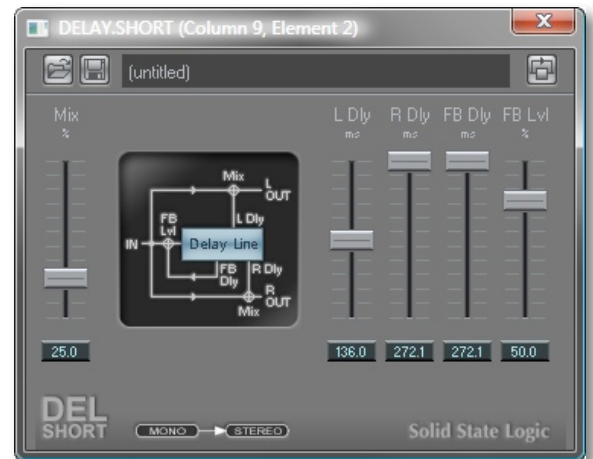 DELAY.SHORT (Column 9, Element 2)
(untitled)
Mix L Dly R Dly FB Dly FB Lvl
% ms ms ms %
Mix
L OUT
FB Lvl
L Dly
IN
Delay Line
FB Dly
R Dly
R OUT
Mix
25.0 136.0 272.1 272.1 50.0
DEL
SHORT MONO STEREO Solid State Logic